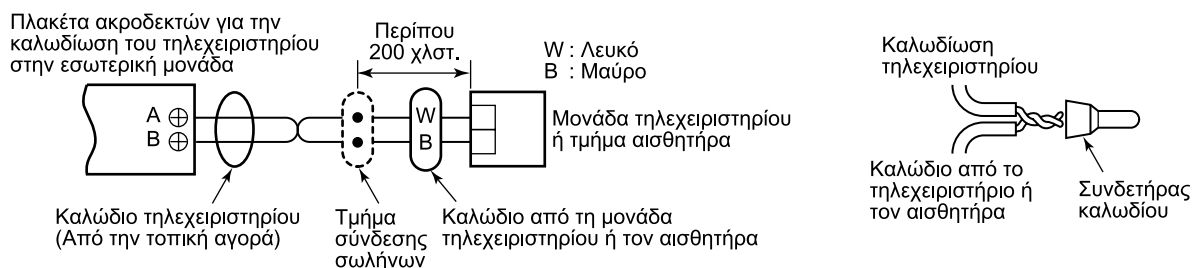 Πλακέτα ακροδεκτών για την
καλωδίωση του τηλεχειριστηρίου
στην εσωτερική μονάδα
Περίπου
200 χλστ.
W : Λευκό
B : Μαύρο
A
B
W
B
Μονάδα τηλεχειριστηρίου
ή τμήμα αισθητήρα
Καλώδιο τηλεχειριστηρίου
(Από την τοπική αγορά)
Τμήμα
σύνδεσης
σωλήνων
Καλώδιο από τη μονάδα
τηλεχειριστηρίου ή τον αισθητήρα
Καλωδίωση
τηλεχειριστηρίου
Καλώδιο από το
τηλεχειριστήριο ή
τον αισθητήρα
Συνδετήρας
καλωδίου